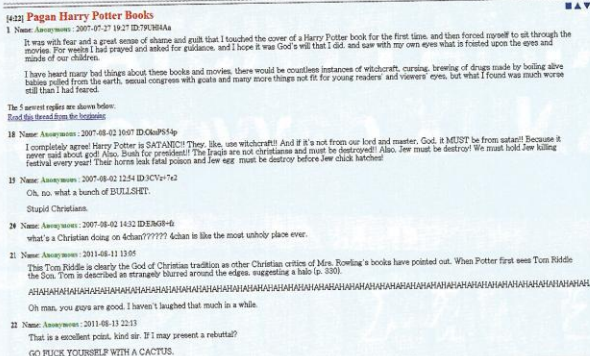 [4:22] Pagan Harry Potter Books
1 Name: Anonymous : 2007-07-27 19:27 ID:79UHl4Aa
It was with fear and a great sense of shame and guilt that I touched the cover of a Harry Potter book for the first time, and then forced myself to sit through the
movies. For weeks I had prayed and asked for guidance, and I hope it was God's will that I did, and saw with my own eyes what is foisted upon the eyes and
minds of our children.
I have heard many bad things about these books and movies, there would be countless instances of witchcraft, cursing, brewing of drugs made by boiling alive
babies pulled from the earth, sexual congress with goats and many more things not fit for young readers' and viewers' eyes, but what I found was much worse
still than I had feared.
The 5 newest replies are shown below.
Read this thread from the beginning
18 Name: Anonymous : 2007-08-02 10:07 ID:OknPS54p
I completely agree! Harry Potter is SATANIC!! They, like, use witchcraft!! And if it's not from our lord and master, God, it MUST be from satan!! Because it
never said about god! Also, Bush for president!! The Iraqis are not christianse and must be destroyed!! Also, Jew must be destroy! We must hold Jew killing
festival every year! Their horns leak fatal poison and Jew egg must be destroy before Jew chick hatches!
19 Name: Anonymous : 2007-08-02 12:54 ID:3CVz+7e2
Oh, no. what a bunch of BULLSHIT.
Stupid Christians.
20 Name: Anonymous : 2007-08-02 14:32
what's a Christian doing on 4chan?????? 4chan is like the most unholy place ever.
21 Name: Anonymous : 2011-08-11 13:05
This Tom Riddle is clearly the God of Christian tradition as other Christian critics of Mrs. Rowling's books have pointed out. When Potter first sees Tom Riddle
the Son, Tom is described as strangely blurred around the edges, suggesting a halo (p. 330).
AHAHAHAHAHAHAHAHAHAHAHAHAHAHAHAHAHAHAHAHAHAHAHAHAHAHAHAHAHAHAHAHAHAHAHAHAHAHAHAHAHAHAHAHAHAHAHAHAHAHAHAHAHAHAHAHAHAH
Oh man, you guys are good. I haven't laughed that much in a while.
22 Name: Anonymous : 2011-08-13 22:13
That is a excellent point, kind sir. If I may present a rebuttal?
GO FUCK YOURSELF WITH A CACTUS.